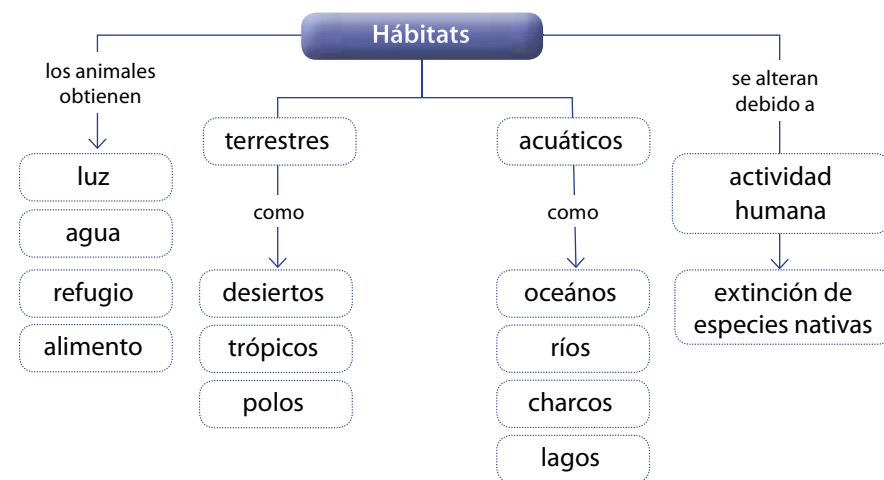 Hábitats
los animales
obtienen
luz
agua
refugio
alimento
terrestres
como
desiertos
trópicos
polos
acuáticos
como
oceános
ríos
charcos
lagos
se alteran
debido a
actividad
humana
extinción de
especies nativas